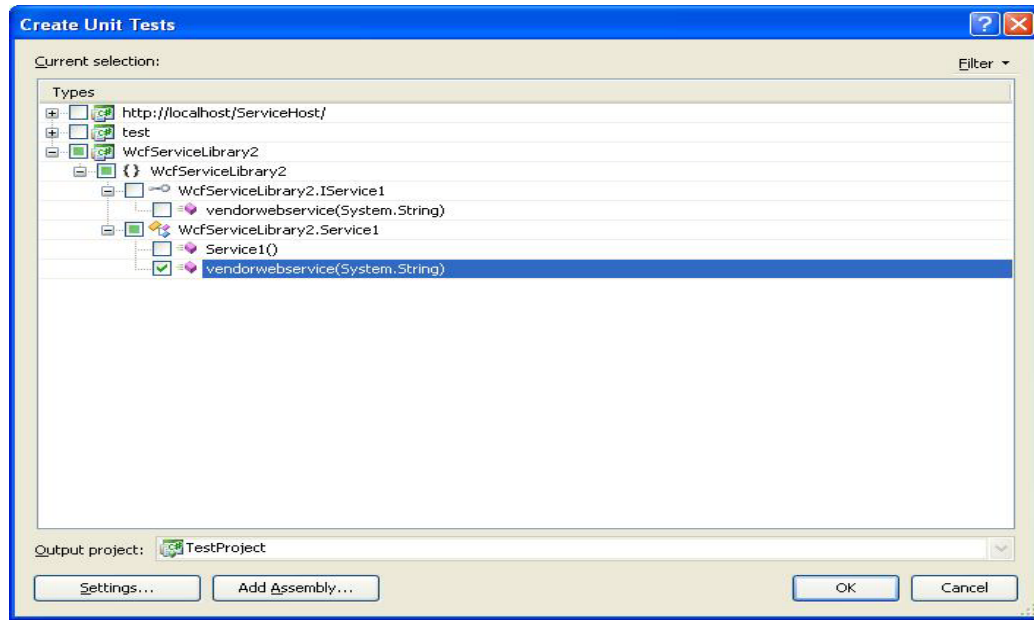 Create Unit Tests
Current selection:
Filter
Types
http://localhost/ServiceHost/
test
WcfServiceLibrary2
{} WcfServiceLibrary2
WcfServiceLibrary2.IService1
vendorwebservice(System.String)
WcfServiceLibrary2.Service1
Service1()
vendorwebservice(System.String)
Output project: TestProject
Settings... Add Assembly... OK Cancel